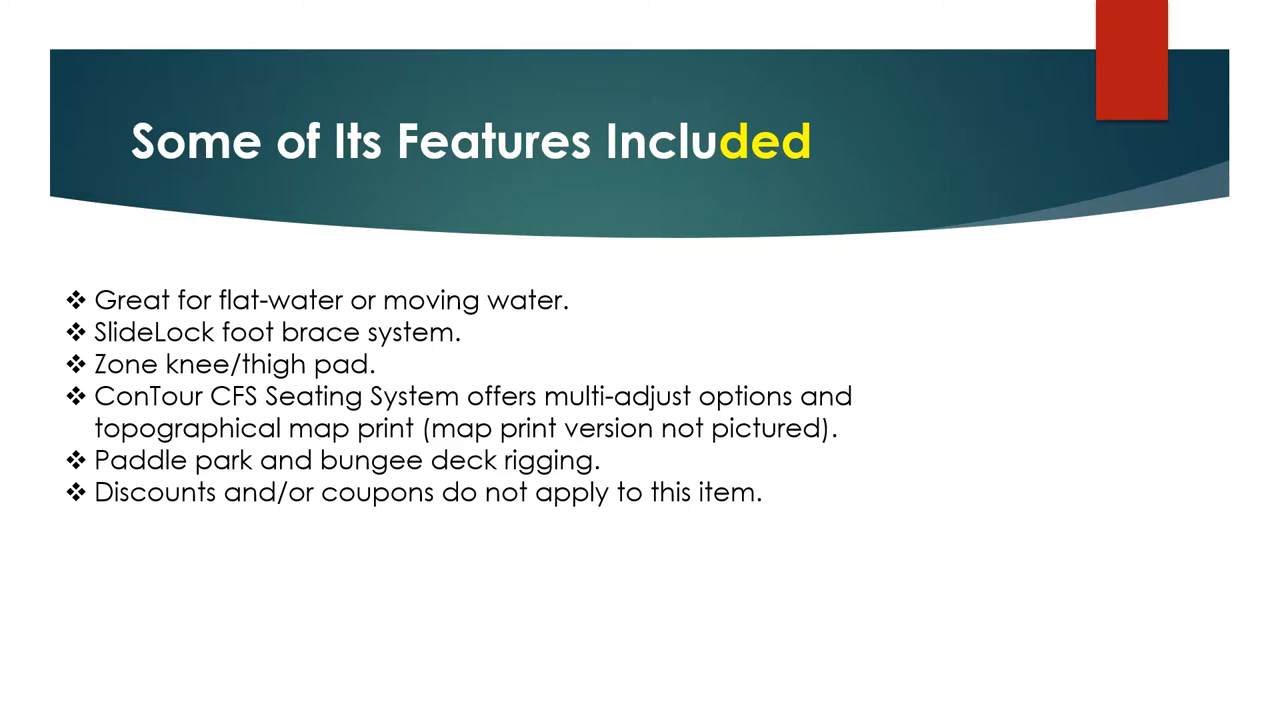 Some of Its Features Included
❖ Great for flat-water or moving water.
❖ SlideLock foot brace system.
❖ Zone knee/thigh pad.
❖ ConTour CFS Seating System offers multi-adjust options and
topographical map print (map print version not pictured).
❖ Paddle park and bungee deck rigging.
❖ Discounts and/or coupons do not apply to this item.